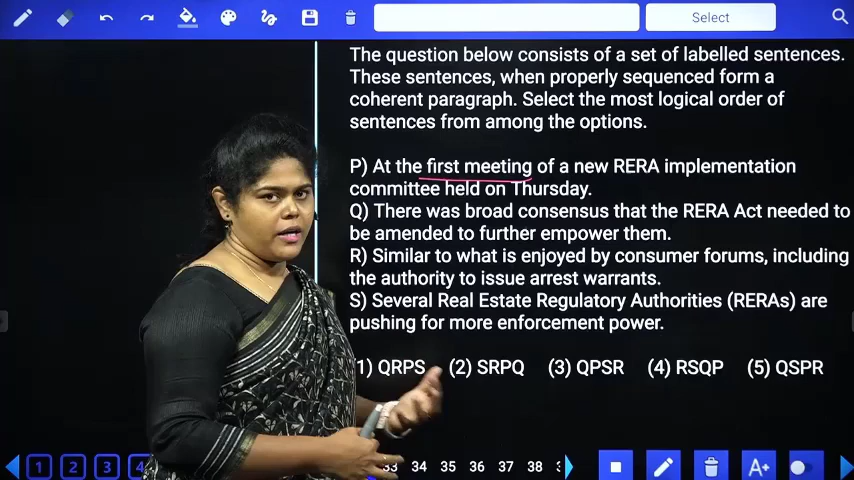 Select
The question below consists of a set of labelled sentences.
These sentences, when properly sequenced form a
coherent paragraph. Select the most logical order of
sentences from among the options.
P) At the first meeting of a new RERA implementation
committee held on Thursday.
Q) There was broad consensus that the RERA Act needed to
be amended to further empower them.
R) Similar to what is enjoyed by consumer forums, including
the authority to issue arrest warrants.
S) Several Real Estate Regulatory Authorities (RERAs) are
pushing for more enforcement power.
1) QRPS (2) SRPQ (3) QPSR (4) RSQP (5) QSPR
1 2 3 4 33 34 35 36 37 38 A+